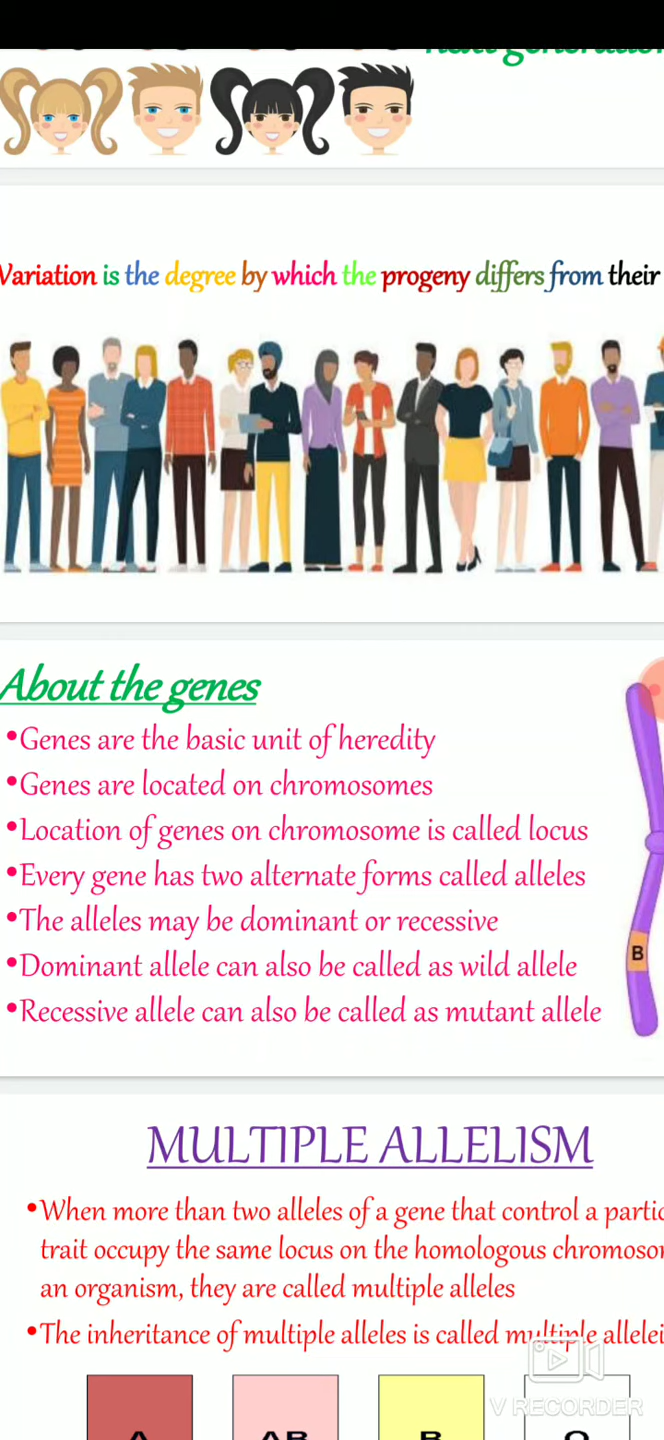 Variation is the degree by which the progeny differs from their
About the genes
•Genes are the basic unit of heredity
•Genes are located on chromosomes
•Location of genes on chromosome is called locus
•Every gene has two alternate forms called alleles
•The alleles may be dominant or recessive
•Dominant allele can also be called as wild allele
•Recessive allele can also be called as mutant allele
B
MULTIPLE ALLELISM
•When more than two alleles of a gene that control a
trait occupy the same locus on the homologous
an organism, they are called multiple alleles
•The inheritance of multiple alleles is called multiple
V RECORDER
A AB B O